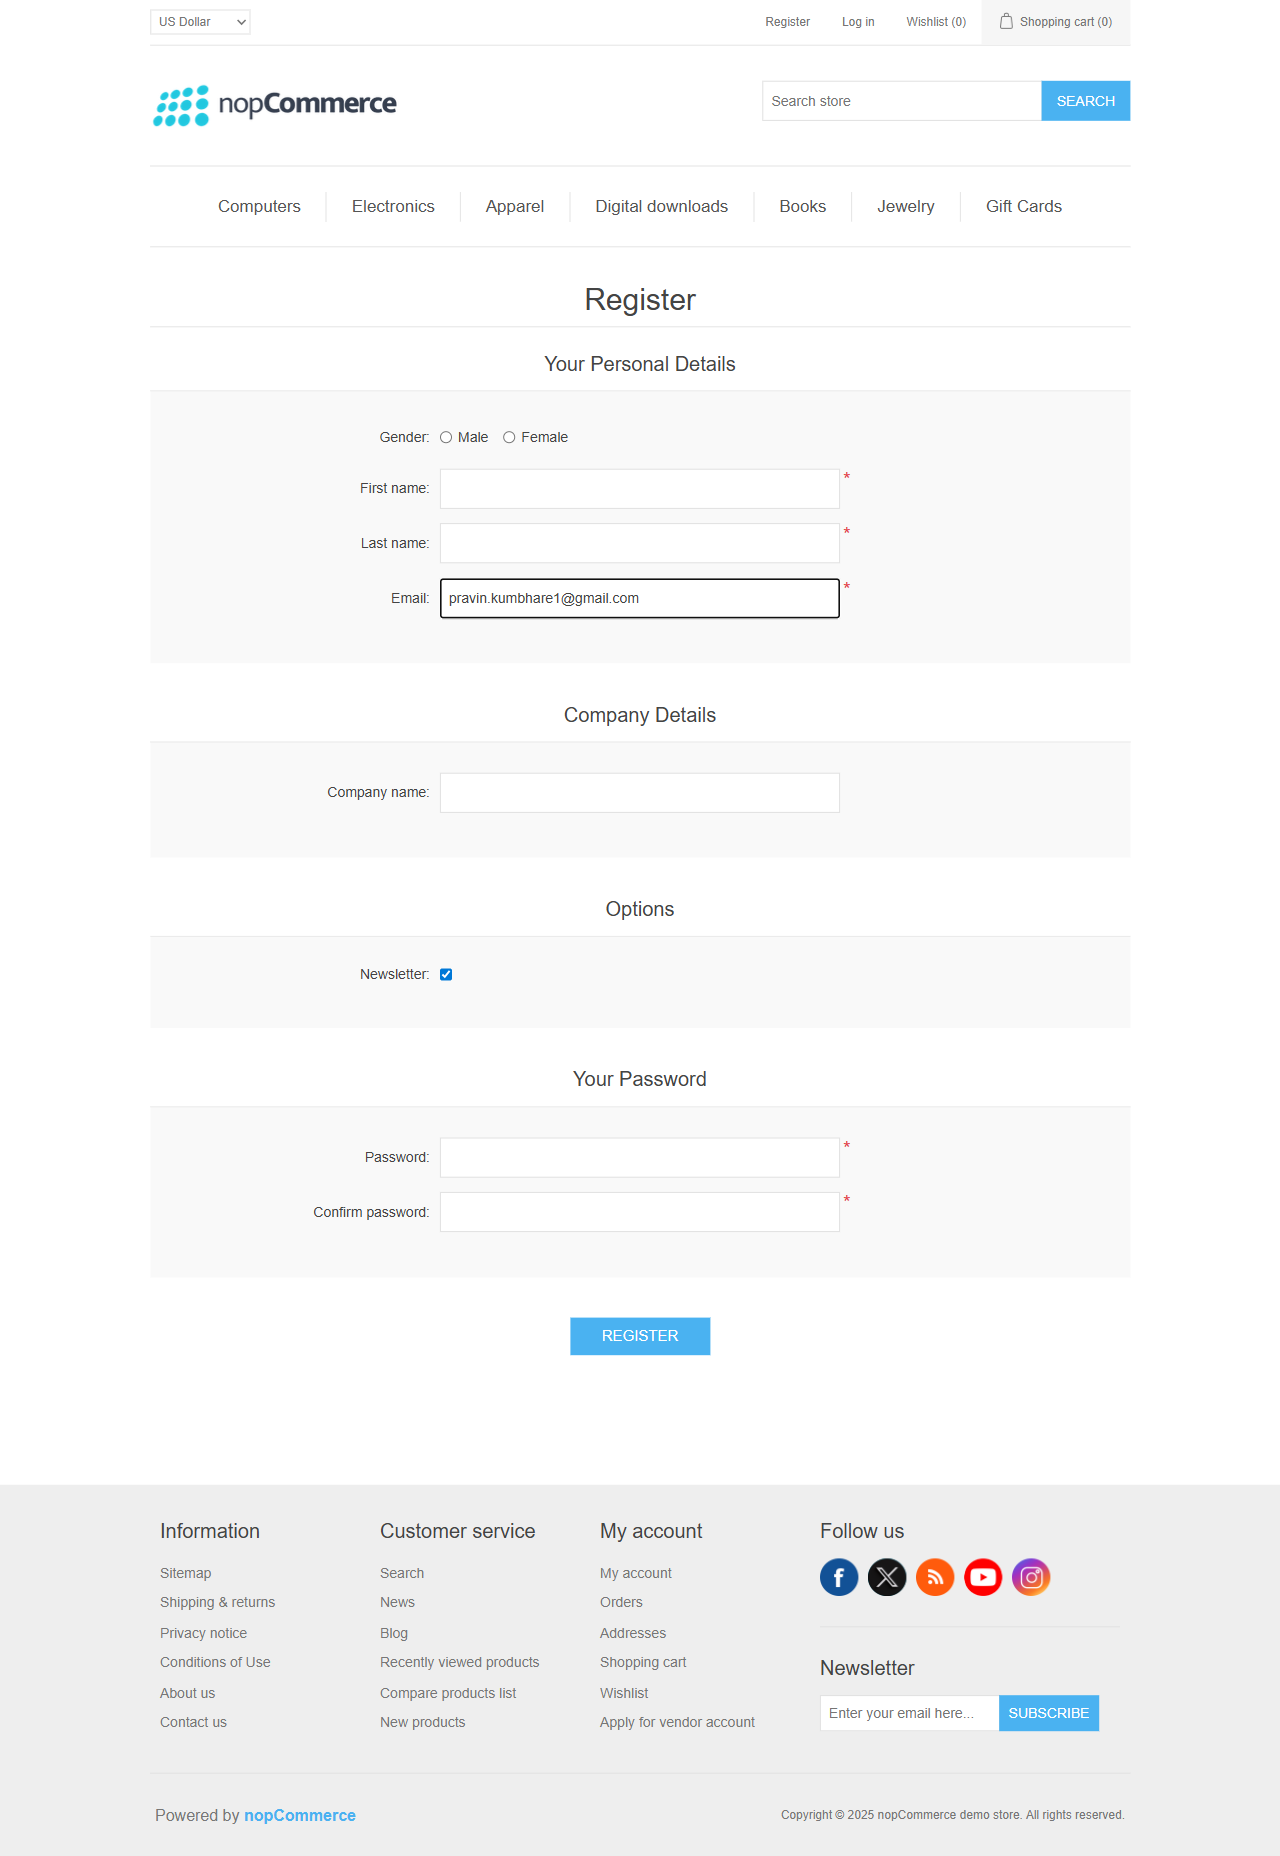 US Dollar
Register
Log in
Wishlist (0)
Shopping cart (0)
nopCommerce
Search store
SEARCH
Computers
Electronics
Apparel
Digital downloads
Books
Jewelry
Gift Cards
Register
Your Personal Details
Gender: Male Female
First name: *
Last name: *
Email: pravin.kumbhare1@gmail.com *
Company Details
Company name:
Options
Newsletter:
Your Password
Password: *
Confirm password: *
REGISTER
Information
Sitemap
Shipping & returns
Privacy notice
Conditions of Use
About us
Contact us
Customer service
Search
News
Blog
Recently viewed products
Compare products list
New products
My account
My account
Orders
Addresses
Shopping cart
Wishlist
Apply for vendor account
Follow us
Newsletter
Enter your email here...
SUBSCRIBE
Powered by nopCommerce
Copyright © 2025 nopCommerce demo store. All rights reserved.